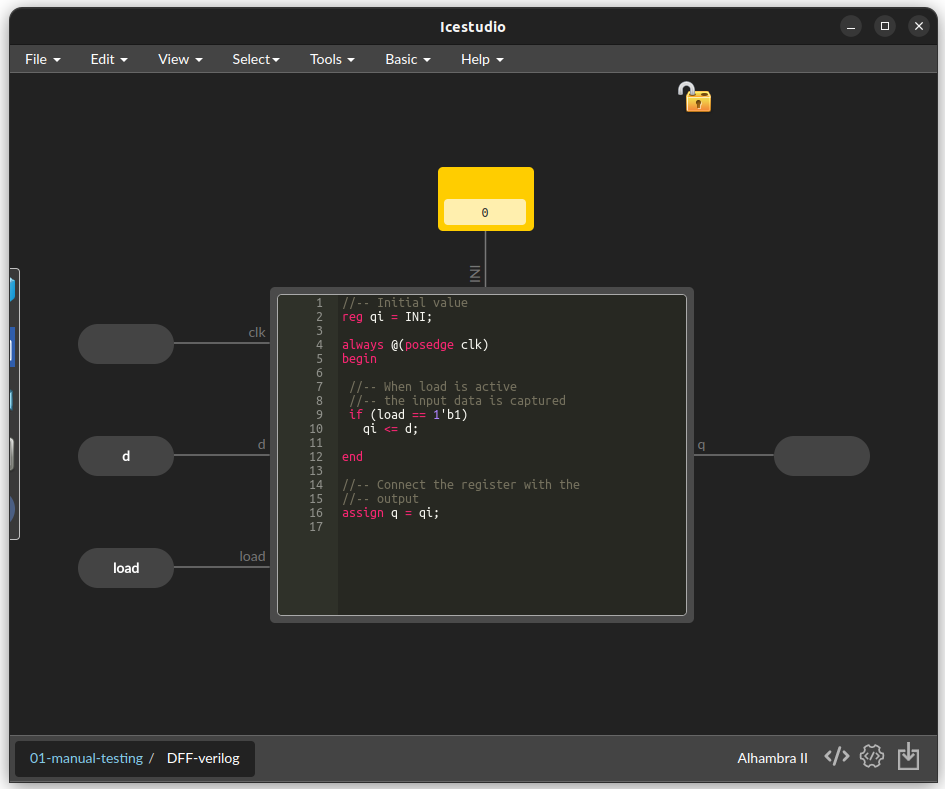 Icestudio
File Edit View Select Tools Basic Help
0
INI
clk
d
d
load
load
q
1 //-- Initial value
2 reg qi = INI;
3
4 always @(posedge clk)
5 begin
6
7 //-- When load is active
8 //-- the input data is captured
9 if (load == 1'b1)
10 qi <= d;
11
12 end
13
14 //-- Connect the register with the
15 //-- output
16 assign q = qi;
17
01-manual-testing / DFF-verilog
Alhambra II </>